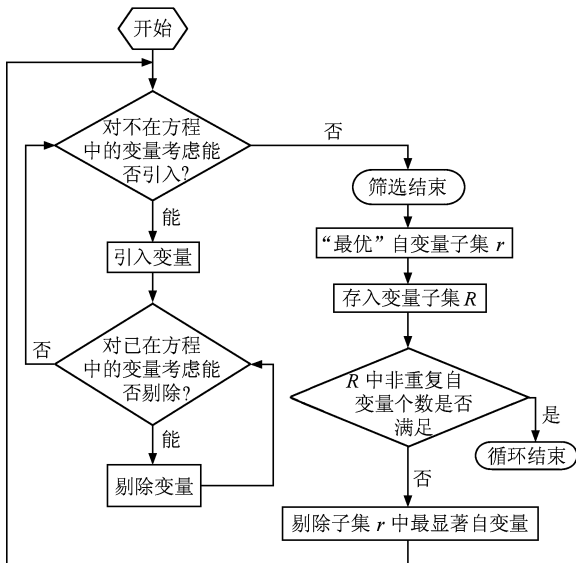 开始
对不在方程
中的变量考虑能
否引入?
否
能
引入变量
对已在方程
中的变量考虑能
否剔除?
否
能
剔除变量
筛选结束
“最优”自变量子集 r
存入变量子集 R
R 中非重复自
变量个数是否
满足
是
循环结束
否
剔除子集 r 中最显著自变量